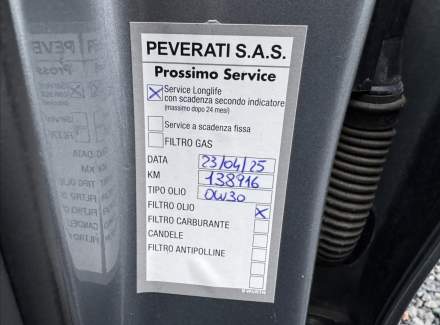 PEVERATI S.A.S.
Prossimo Service
Service Longlife
con scadenza secondo indicatore
(massimo dopo 24 mesi)
Service a scadenza fissa
FILTRO GAS
DATA 23/04/25
KM 138916
TIPO OLIO 0W30
FILTRO OLIO
FILTRO CARBURANTE
CANDELE
FILTRO ANTIPOLLINE